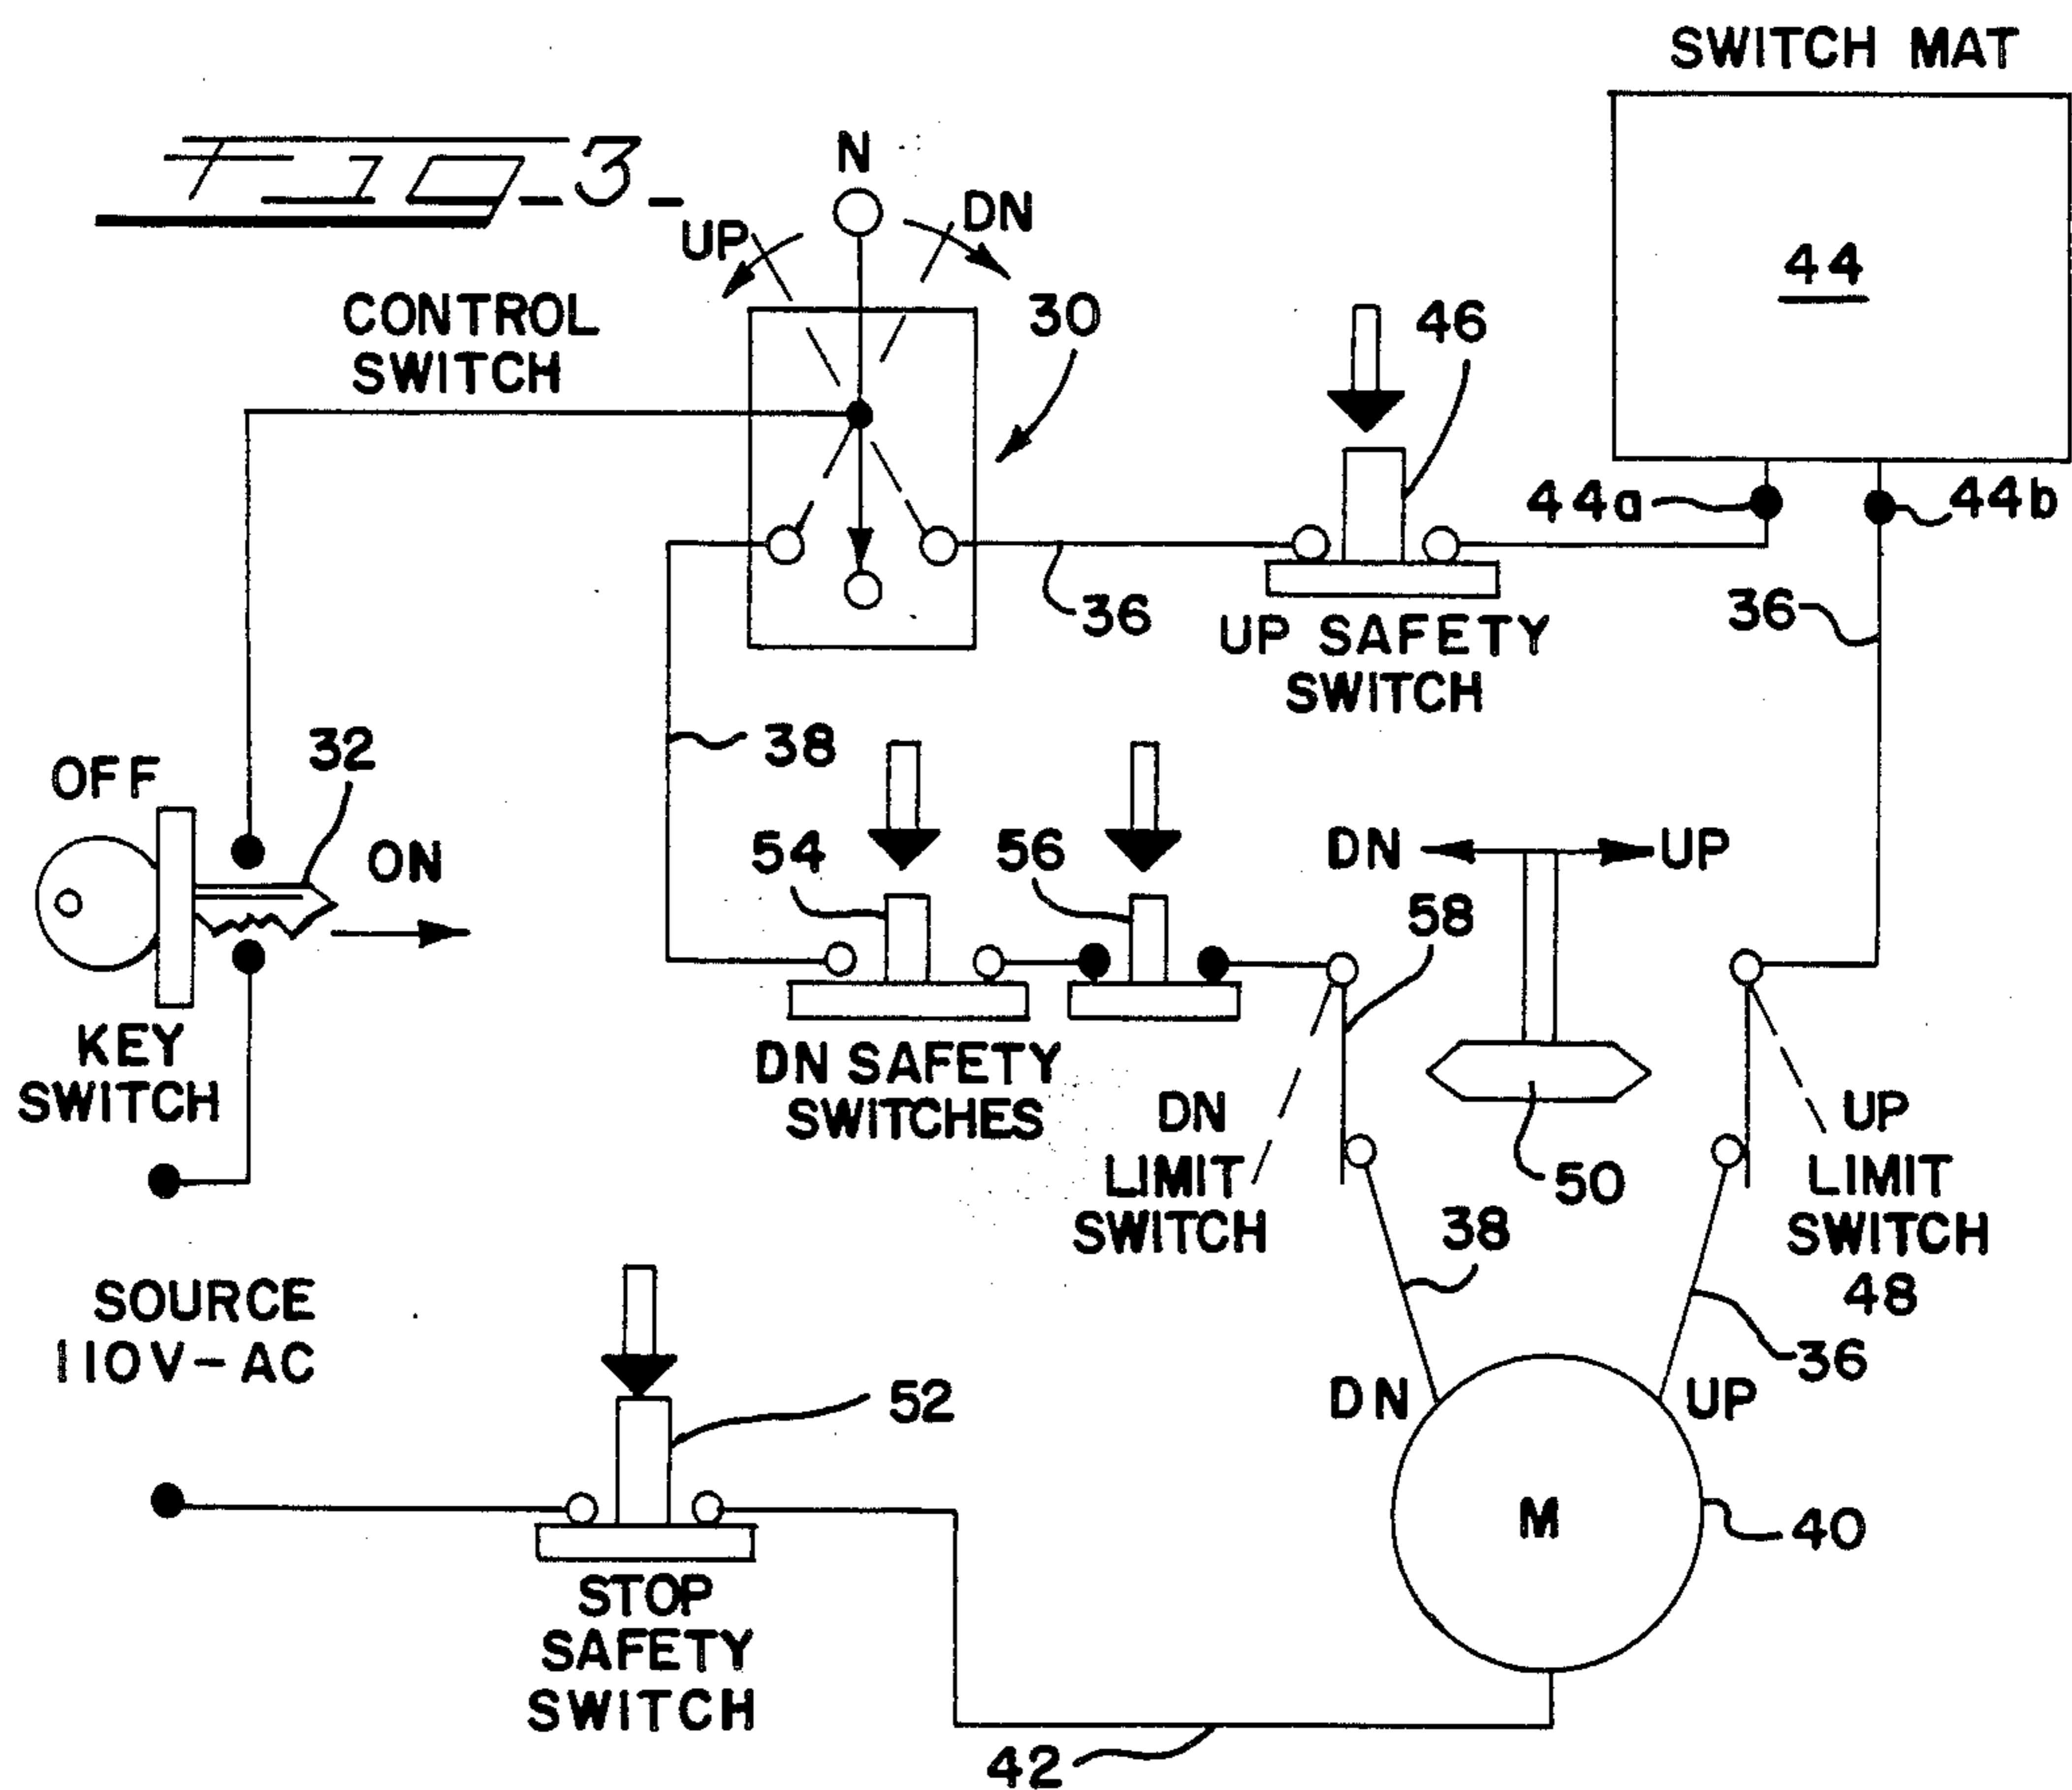 SWITCH MAT
FIG_3_
N
UP
DN
CONTROL
SWITCH
30
46
44
44a
44b
36
36
UP SAFETY
SWITCH
OFF
32
ON
KEY
SWITCH
38
54
56
DN
UP
58
DN SAFETY
SWITCHES
DN
LIMIT
SWITCH
50
UP
LIMIT
SWITCH
48
SOURCE
110V-AC
38
36
52
DN
UP
M
40
STOP
SAFETY
SWITCH
42